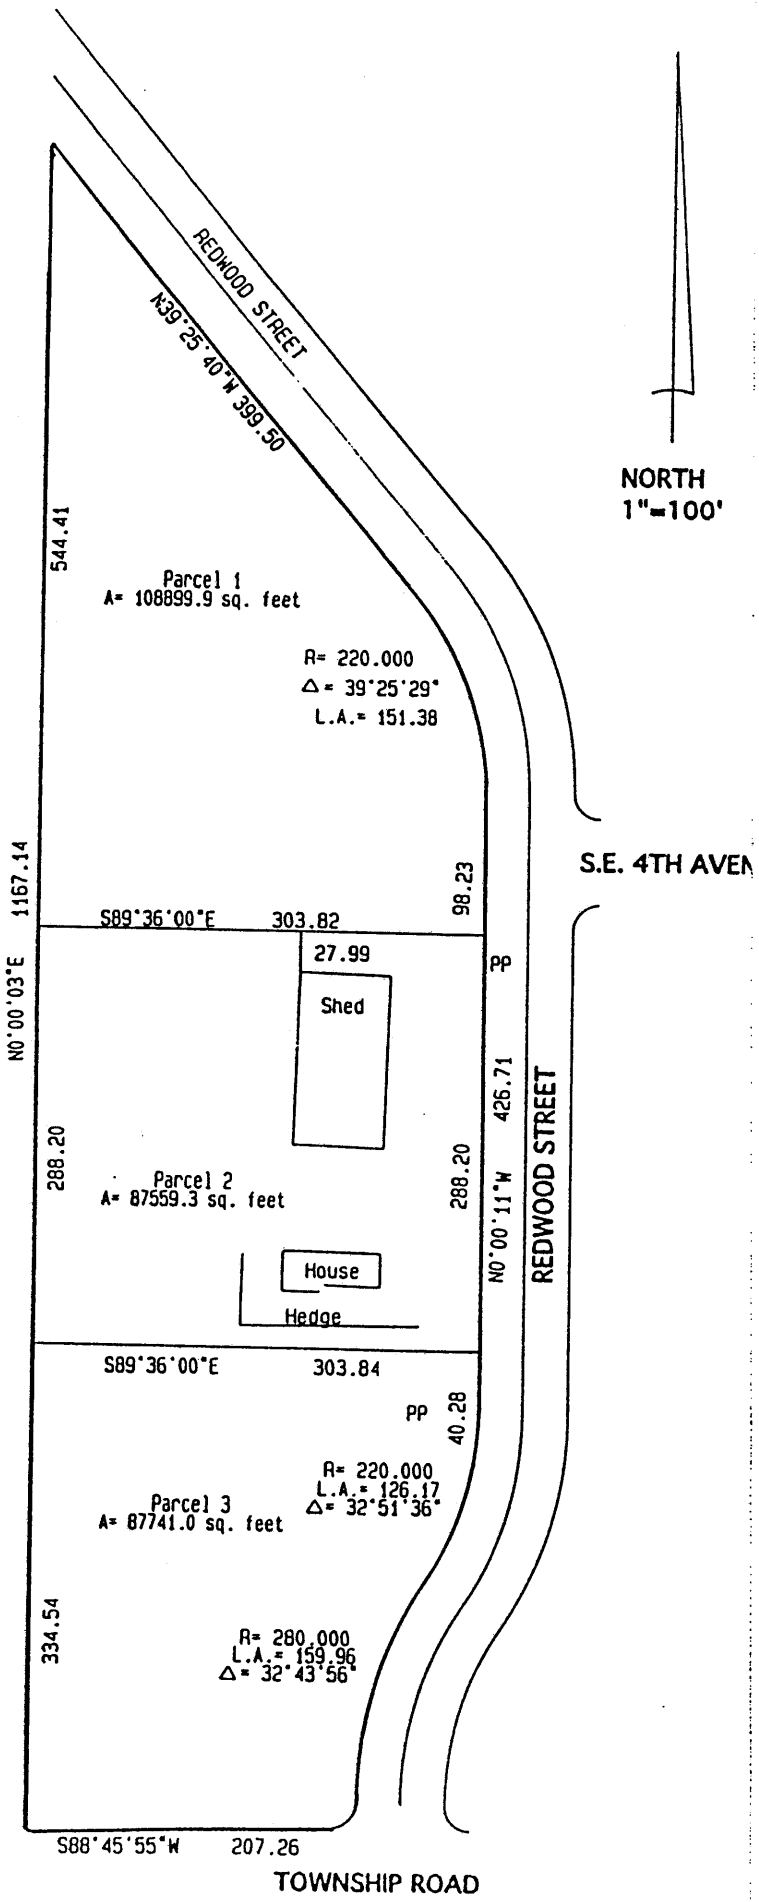 REDWOOD STREET
N39°25'40"W 399.50
NORTH
1"=100'
544.41
Parcel 1
A= 108899.9 sq. feet
R= 220.000
△= 39°25'29"
L.A.= 151.38
N0°00'03"E 1167.14
98.23
S.E. 4TH AVEN
S89°36'00"E 303.82
27.99
PP
Shed
N0°00'11"W 426.71
REDWOOD STREET
288.20
288.20
Parcel 2
A= 87559.3 sq. feet
House
Hedge
S89°36'00"E 303.84
PP
40.28
R= 220.000
L.A.= 126.17
△= 32°51'36"
Parcel 3
A= 87741.0 sq. feet
334.54
R= 280.000
L.A.= 159.96
△= 32°43'56"
S88°45'55"W 207.26
TOWNSHIP ROAD